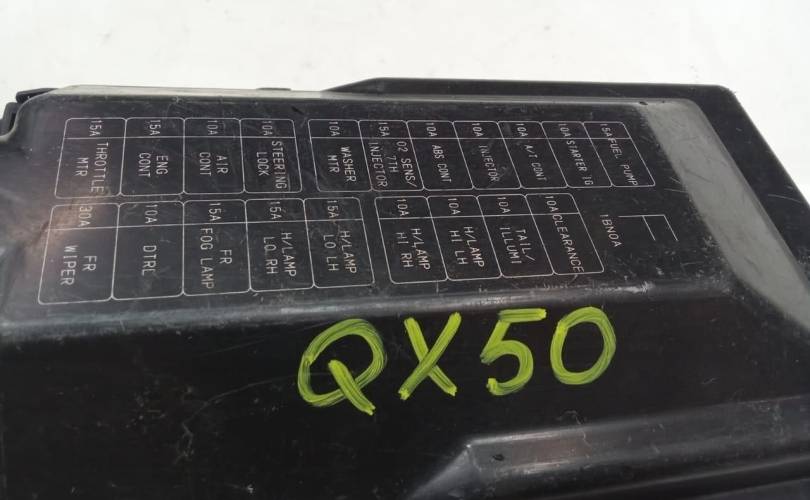 15A THROTTLE MTR
15A ENG CONT
10A AIR CONT
10A STEERING LOCK
10A WASHER MTR
15A O2 SENS/ 7TH INJECTOR
10A ABS CONT
10A INJECTOR
10A A/T CONT
10A STARTER IG
15A FUEL PUMP
30A FR WIPER
10A DTRL
15A FR FOG LAMP
15A H/LAMP LO RH
15A H/LAMP LO LH
10A H/LAMP HI RH
10A H/LAMP HI LH
10A TAIL/ ILLUMI
10A CLEARANCE
1BN0A
QX50